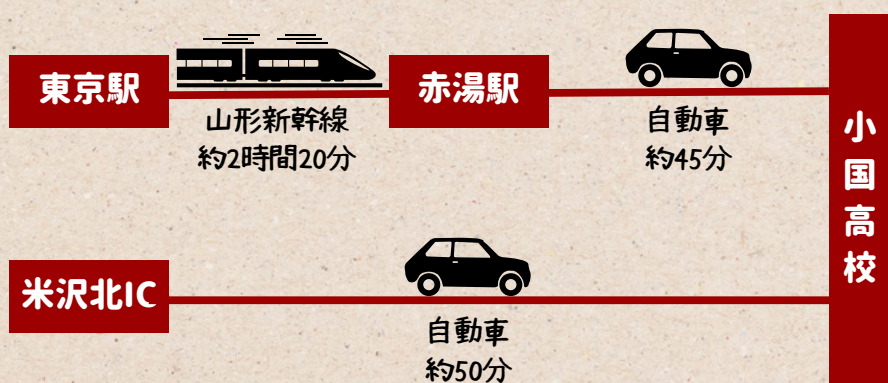 東京駅
山形新幹線
約2時間20分
赤湯駅
自動車
約45分
小国高校
米沢北IC
自動車
約50分